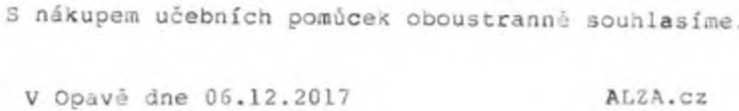 S nákupem učebních pomůcek oboustranně souhlasíme.
V Opavě dne 06.12.2017 ALZA.cz